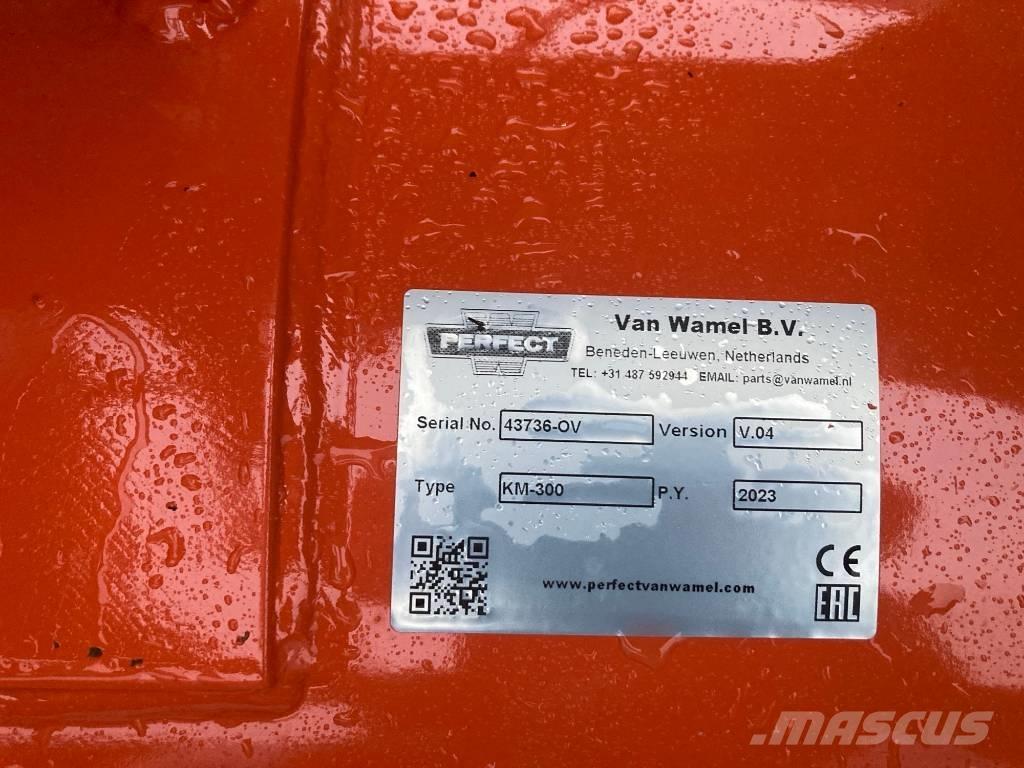 PERFECT
Van Wamel B.V.
Beneden-Leeuwen, Netherlands
TEL: +31 487 592944 EMAIL: parts@vanwamel.nl
Serial No. 43736-OV Version V.04
Type KM-300 P.Y. 2023
www.perfectvanwamel.com
CE
EAC
MASCUS